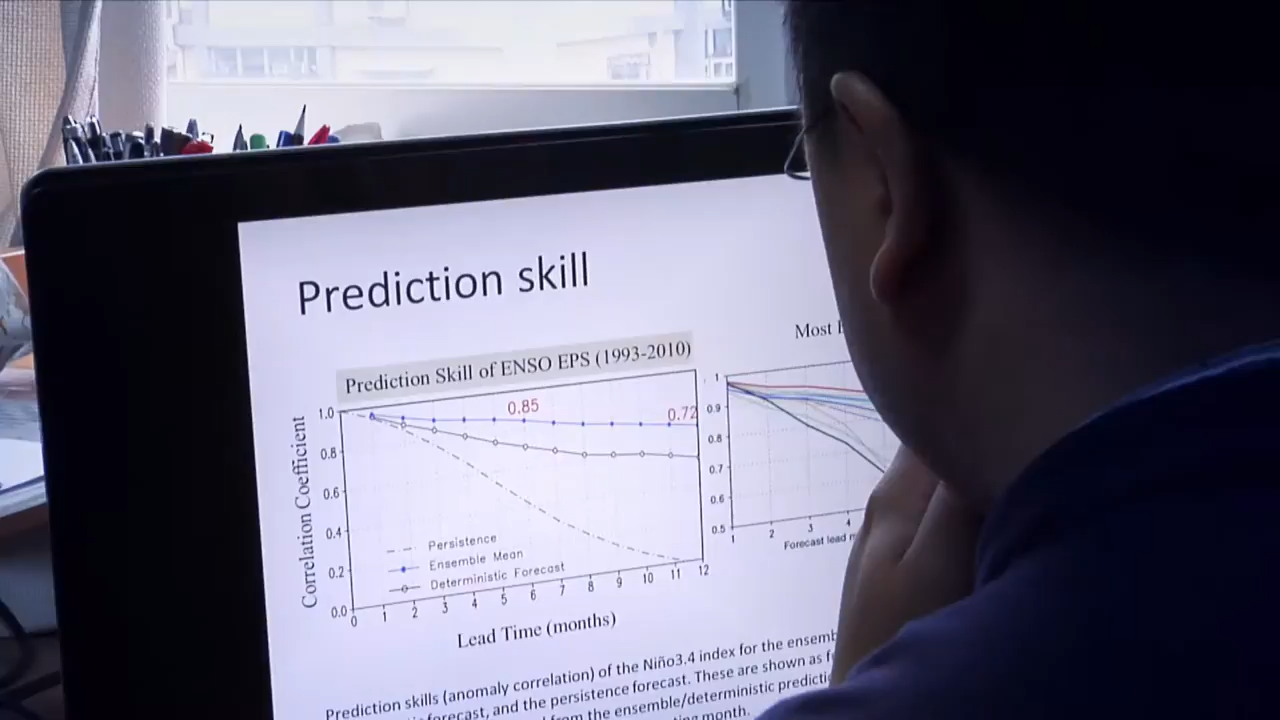 Prediction skill
Prediction Skill of ENSO EPS (1993-2010)
Most
Correlation Coefficient
1.0
0.8
0.6
0.4
0.2
0.0
0.85
0.72
Persistence
Ensemble Mean
Deterministic Forecast
0 1 2 3 4 5 6 7 8 9 10 11 12
Lead Time (months)
1
0.9
0.8
0.7
0.6
0.5
1 2 3 4
Forecast lead
Prediction skills (anomaly correlation) of the Niño3.4 index for the
forecast, and the persistence forecast. These are shown as
from the ensemble/deterministic
month.